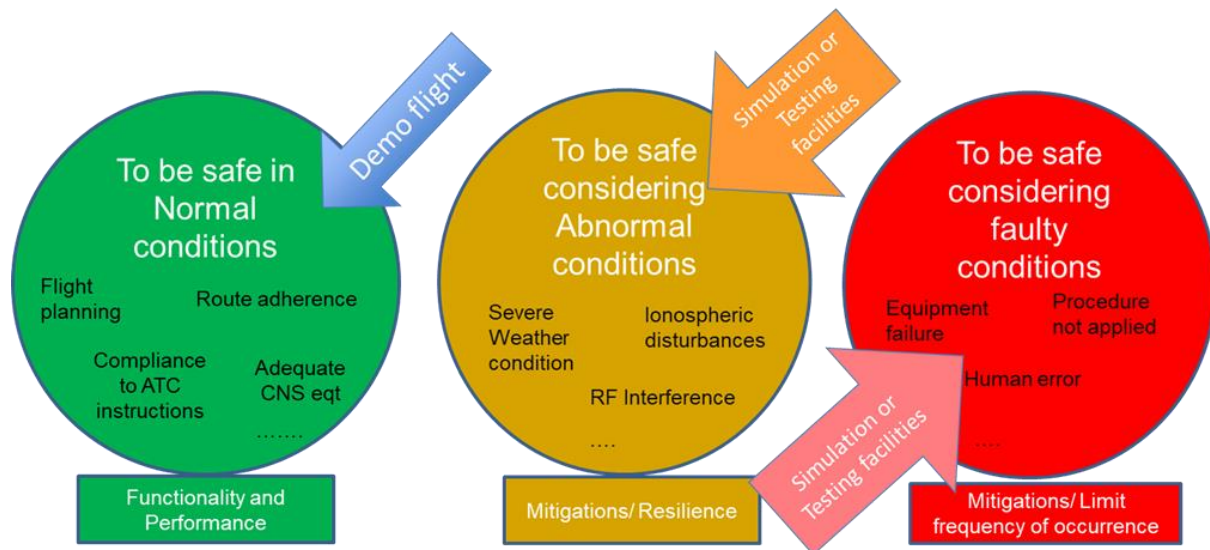 Demo flight
To be safe in
Normal
conditions
Flight
planning
Route adherence
Compliance
to ATC
instructions
Adequate
CNS eqt
…….
Functionality and
Performance
Simulation or
Testing
facilities
To be safe
considering
Abnormal
conditions
Severe
Weather
condition
Ionospheric
disturbances
RF Interference
….
Mitigations/ Resilience
Simulation or
Testing facilities
To be safe
considering
faulty
conditions
Equipment
failure
Procedure
not applied
Human error
….
Mitigations/ Limit
frequency of occurrence